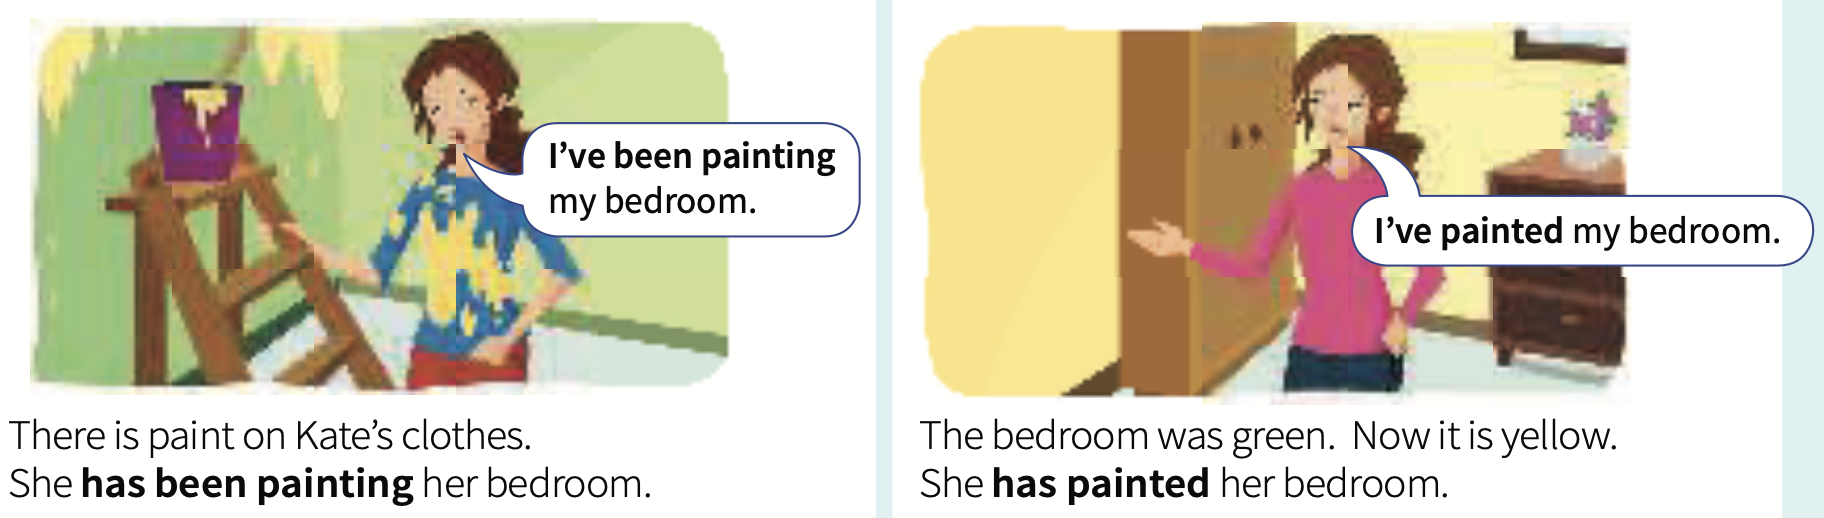 I’ve been painting
my bedroom.
There is paint on Kate’s clothes.
She has been painting her bedroom.
I’ve painted my bedroom.
The bedroom was green. Now it is yellow.
She has painted her bedroom.